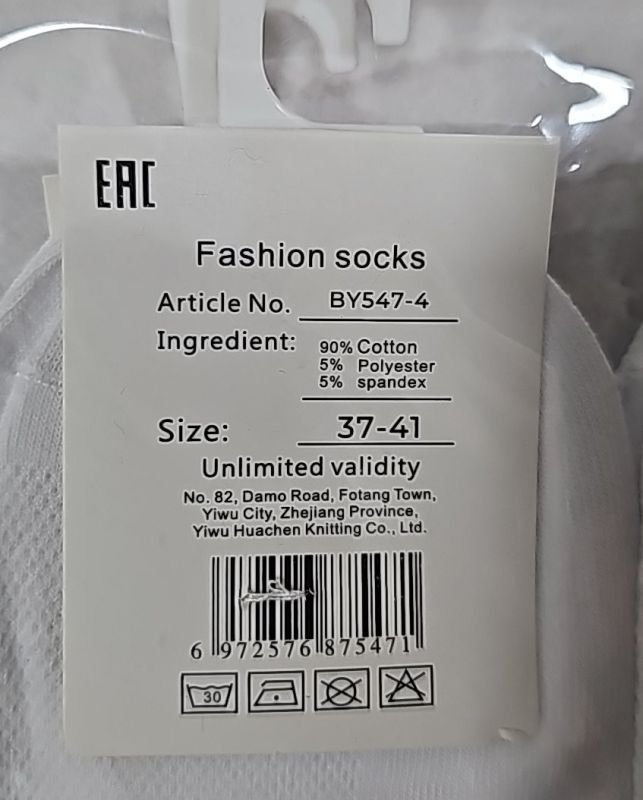 EAC
Fashion socks
Article No. BY547-4
Ingredient: 90% Cotton
5% Polyester
5% spandex
Size: 37-41
Unlimited validity
No. 82, Damo Road, Fotang Town,
Yiwu City, Zhejiang Province,
Yiwu Huachen Knitting Co., Ltd.
6 972576 875471
30